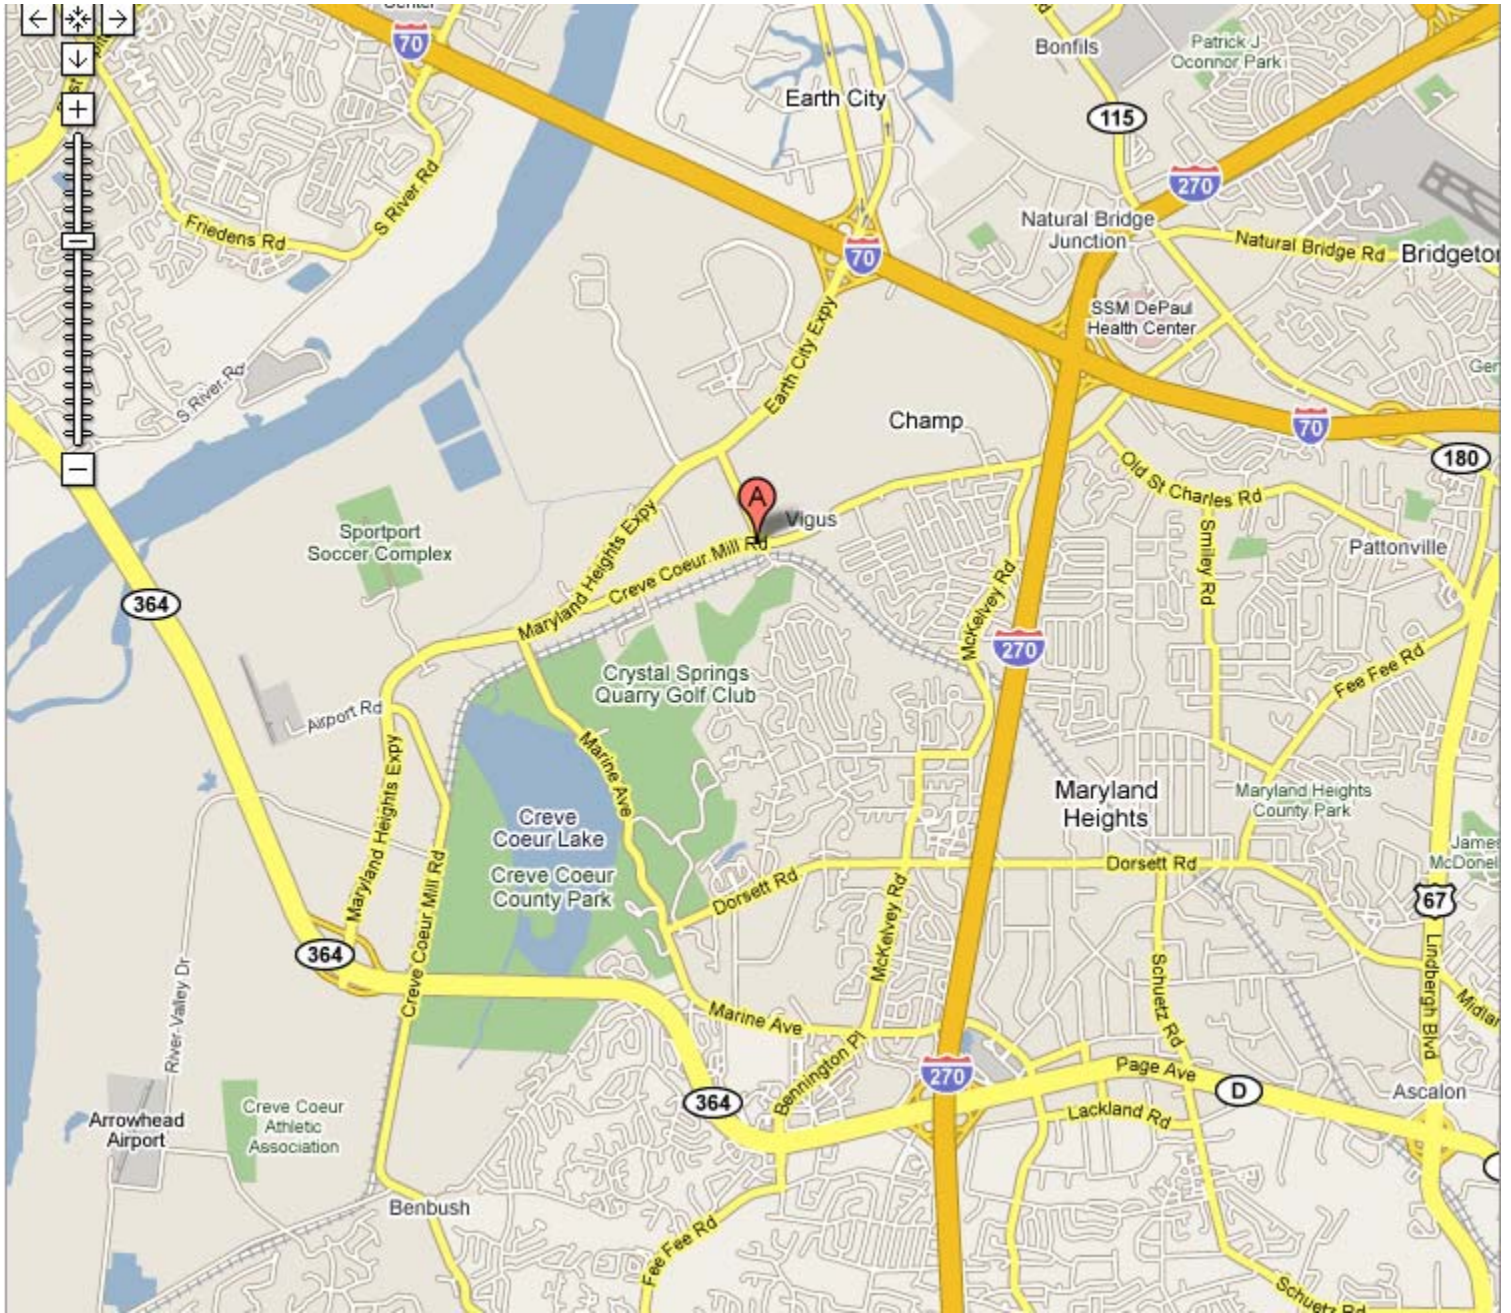 Center
70
Bonfils
Patrick J
Oconnor Park
Earth City
115
270
S River Rd
Friedens Rd
Natural Bridge
Junction
Natural Bridge Rd
70
SSM DePaul
Health Center
Earth City Expy
S River Rd
Champ
70
180
Old St Charles Rd
A
Vigus
Sportport
Soccer Complex
Maryland Heights Expy
Creve Coeur Mill Rd
Smiley Rd
Pattonville
364
McKelvey Rd
270
Fee Fee Rd
Crystal Springs
Quarry Golf Club
Airport Rd
Marine Ave
Maryland Heights Expy
Maryland
Heights
Maryland Heights
County Park
Creve
Coeur Lake
Creve Coeur
County Park
Creve Coeur Mill Rd
Dorsett Rd
Dorsett Rd
McKelvey Rd
67
364
Lindbergh Blvd
River Valley Dr
Schuetz Rd
Marine Ave
Bennington Pl
270
Page Ave
D
Ascalon
364
Lackland Rd
Arrowhead
Airport
Creve Coeur
Athletic
Association
Benbush
Fee Fee Rd
Schuetz Rd